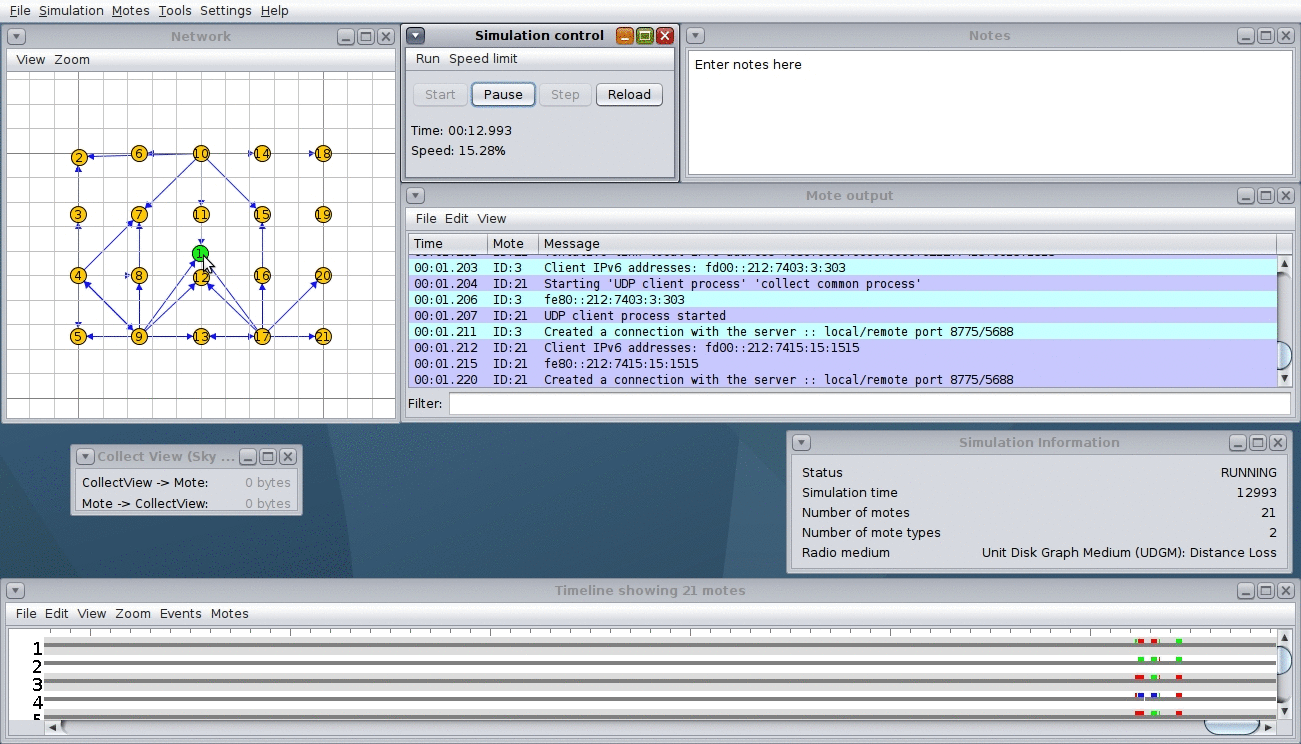 File Simulation Motes Tools Settings Help
Network
View Zoom
2 6 10 14 18
3 7 11 15 19
1
4 8 12 16 20
5 9 13 17 21
Simulation control
Run Speed limit
Start Pause Step Reload
Time: 00:12.993
Speed: 15.28%
Notes
Enter notes here
Mote output
File Edit View
Time Mote Message
00:01.203 ID:3 Client IPv6 addresses: fd00::212:7403:3:303
00:01.204 ID:21 Starting 'UDP client process' 'collect common process'
00:01.206 ID:3 fe80::212:7403:3:303
00:01.207 ID:21 UDP client process started
00:01.211 ID:3 Created a connection with the server :: local/remote port 8775/5688
00:01.212 ID:21 Client IPv6 addresses: fd00::212:7415:15:1515
00:01.215 ID:21 fe80::212:7415:15:1515
00:01.220 ID:21 Created a connection with the server :: local/remote port 8775/5688
Filter:
Collect View (Sky ...
CollectView -> Mote: 0 bytes
Mote -> CollectView: 0 bytes
Simulation Information
Status RUNNING
Simulation time 12993
Number of motes 21
Number of mote types 2
Radio medium Unit Disk Graph Medium (UDGM): Distance Loss
Timeline showing 21 motes
File Edit View Zoom Events Motes
1
2
3
4
5